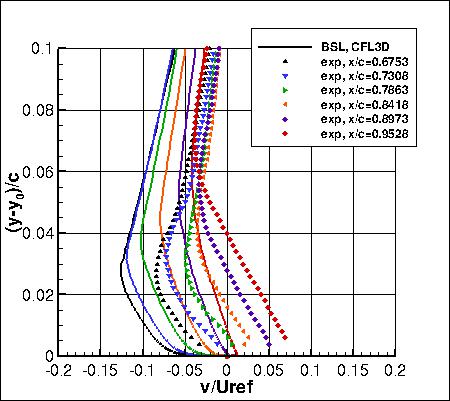 BSL, CFL3D
exp, x/c=0.6753
exp, x/c=0.7308
exp, x/c=0.7863
exp, x/c=0.8418
exp, x/c=0.8973
exp, x/c=0.9528
0.1
0.08
0.06
0.04
0.02
0
(y-y0)/c
-0.2 -0.15 -0.1 -0.05 0 0.05 0.1 0.15 0.2
v/Uref